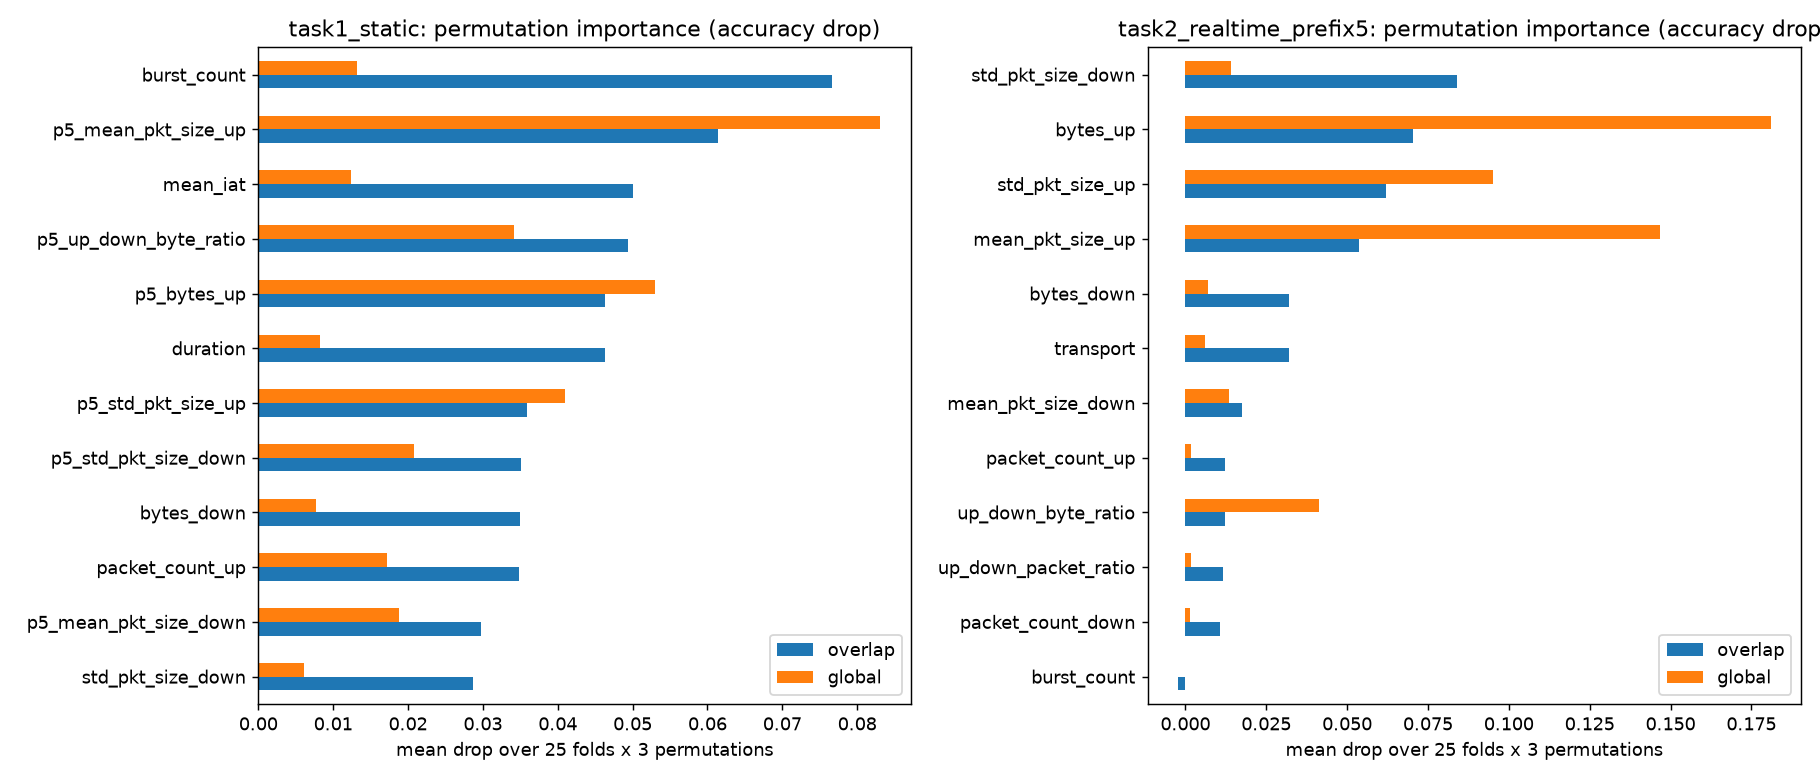 task1_static: permutation importance (accuracy drop)
burst_count
p5_mean_pkt_size_up
mean_iat
p5_up_down_byte_ratio
p5_bytes_up
duration
p5_std_pkt_size_up
p5_std_pkt_size_down
bytes_down
packet_count_up
p5_mean_pkt_size_down
std_pkt_size_down
overlap
global
0.00 0.01 0.02 0.03 0.04 0.05 0.06 0.07 0.08
mean drop over 25 folds x 3 permutations
task2_realtime_prefix5: permutation importance (accuracy drop
std_pkt_size_down
bytes_up
std_pkt_size_up
mean_pkt_size_up
bytes_down
transport
mean_pkt_size_down
packet_count_up
up_down_byte_ratio
up_down_packet_ratio
packet_count_down
burst_count
overlap
global
0.000 0.025 0.050 0.075 0.100 0.125 0.150 0.175
mean drop over 25 folds x 3 permutations